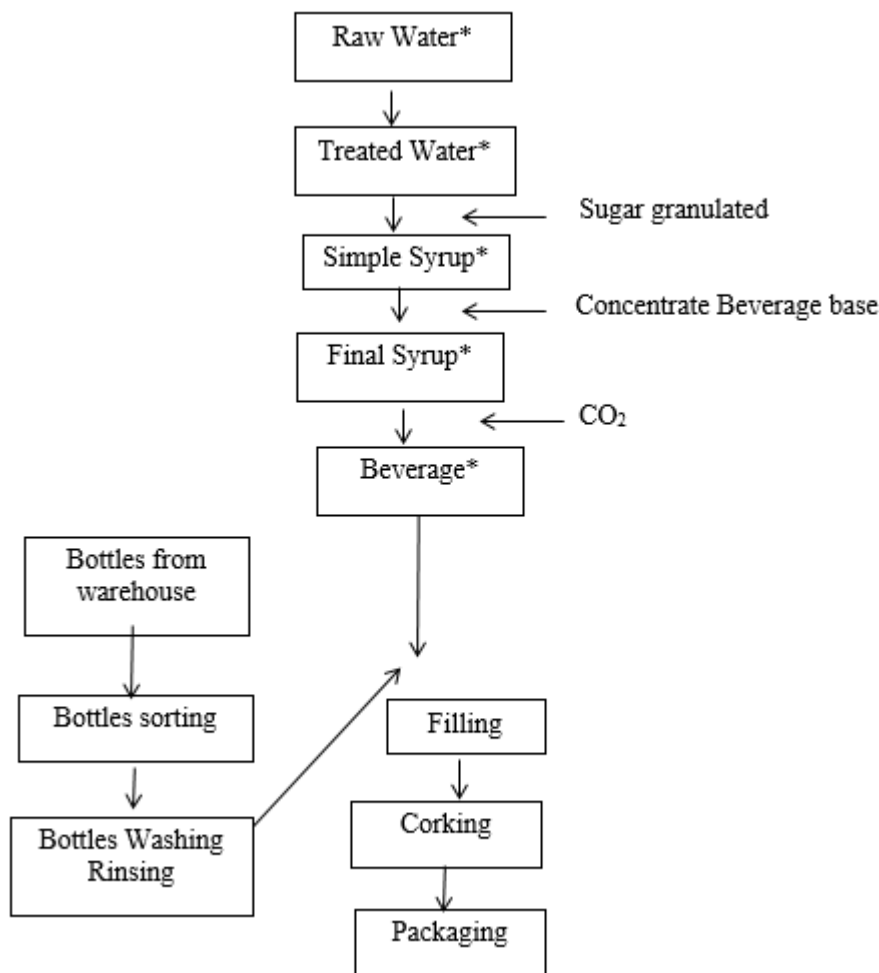 Raw Water*
Treated Water*
Sugar granulated
Simple Syrup*
Concentrate Beverage base
Final Syrup*
CO₂
Beverage*
Bottles from
warehouse
Bottles sorting
Bottles Washing
Rinsing
Filling
Corking
Packaging